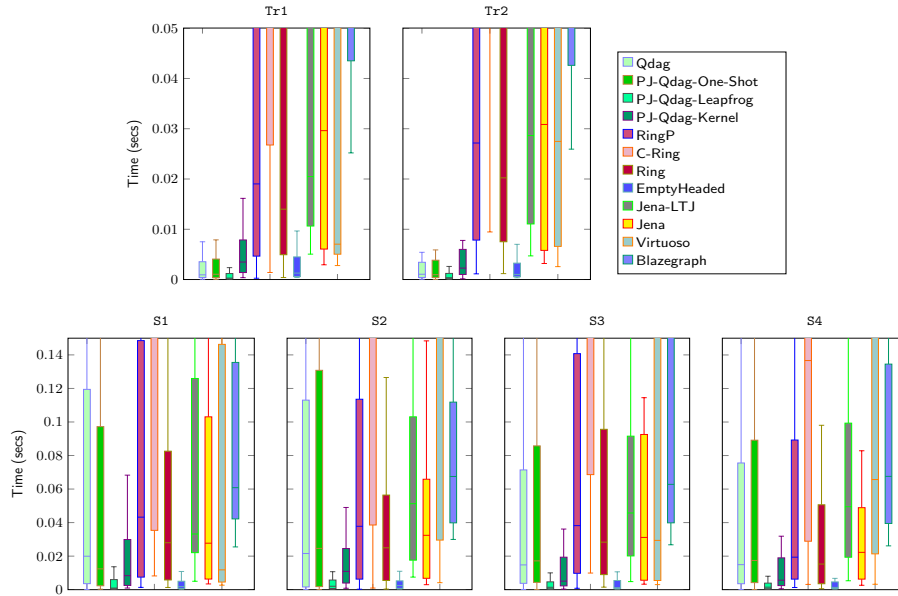 Tr1 Tr2
0.05
0.04
0.03
0.02
0.01
0
Time (secs)
Qdag
PJ-Qdag-One-Shot
PJ-Qdag-Leapfrog
PJ-Qdag-Kernel
RingP
C-Ring
Ring
EmptyHeaded
Jena-LTJ
Jena
Virtuoso
Blazegraph
S1 S2 S3 S4
0.14
0.12
0.1
0.08
0.06
0.04
0.02
0
Time (secs)